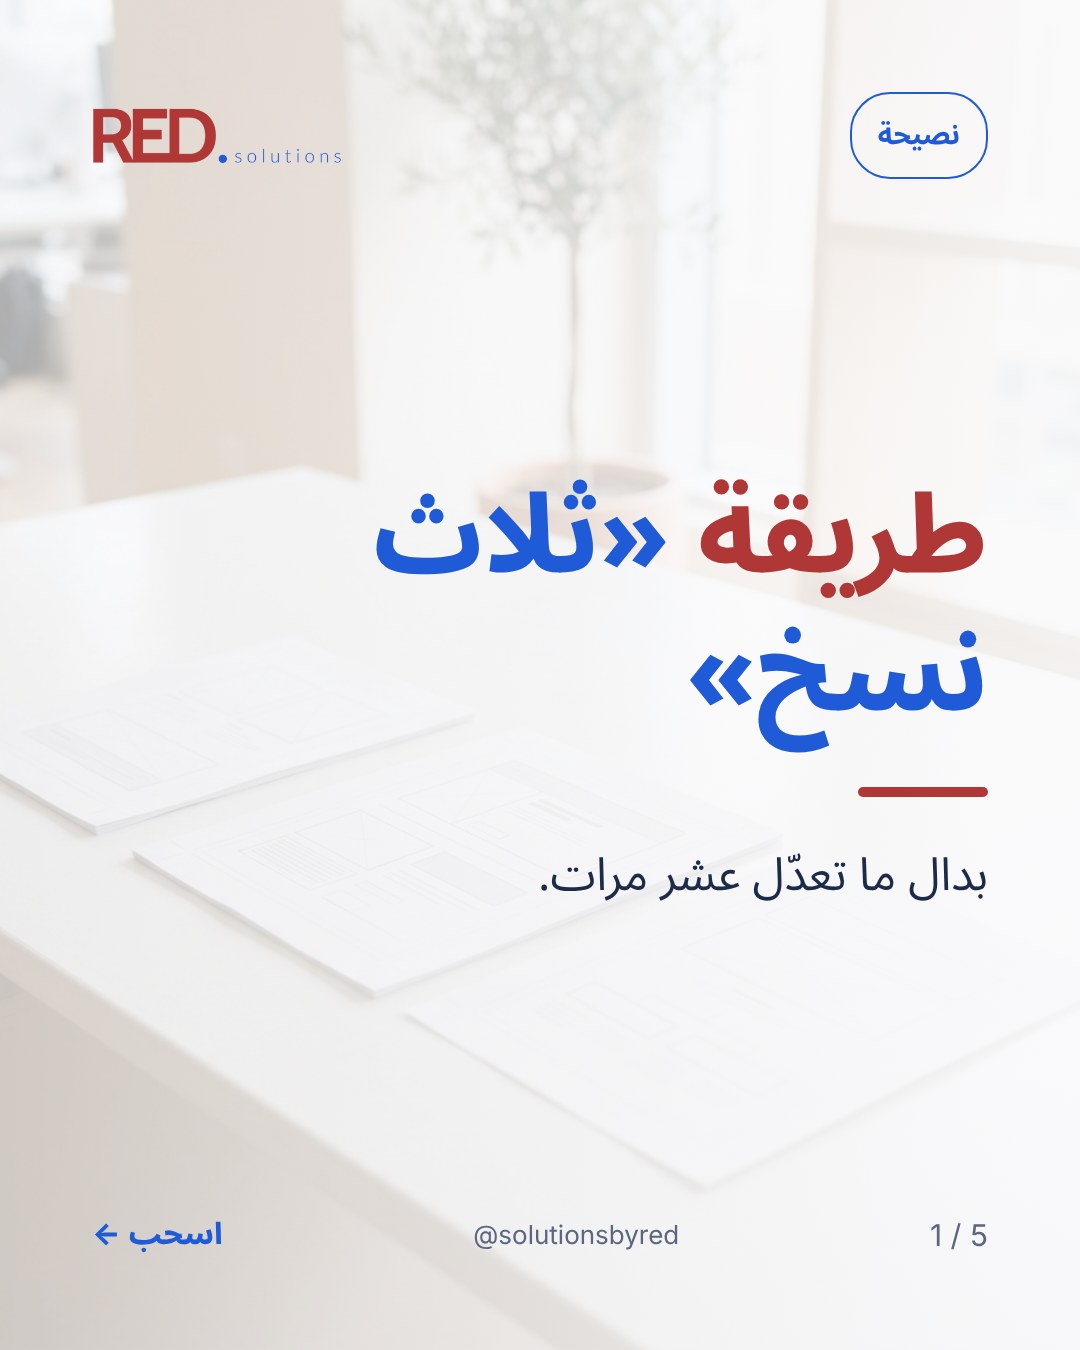 RED.solutions
نصيحة
طريقة «ثلاث
نسخ»
بدال ما تعدّل عشر مرات.
اسحب ←
@solutionsbyred
1 / 5